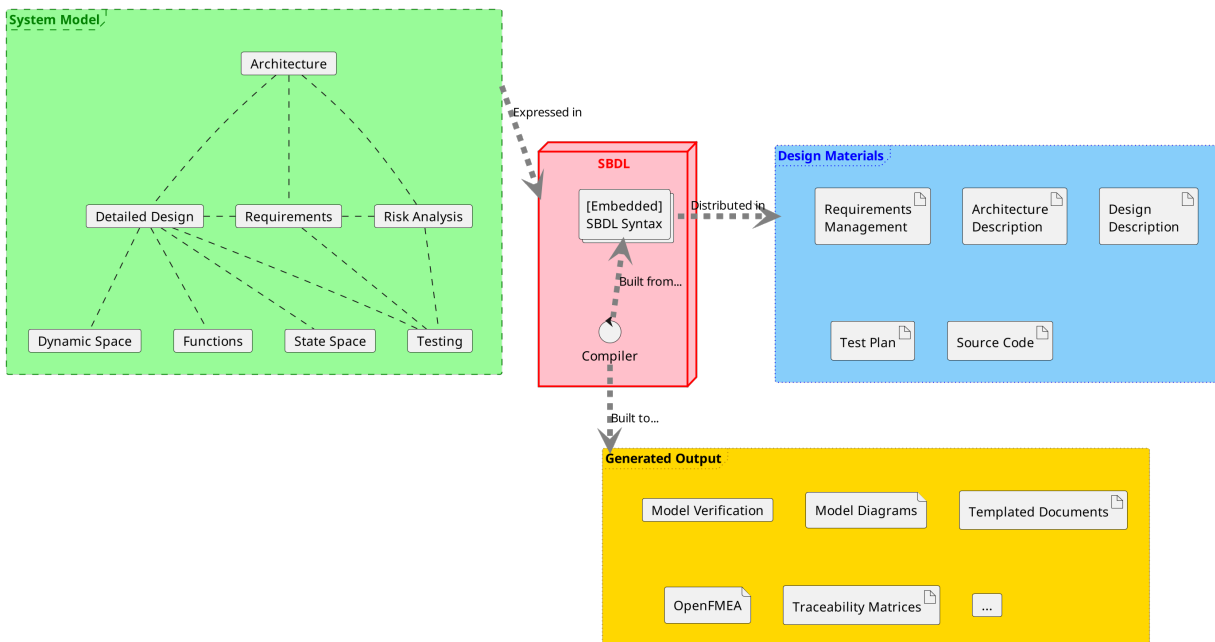 System Model
Architecture
Expressed in
Detailed Design
Requirements
Risk Analysis
Dynamic Space
Functions
State Space
Testing
SBDL
[Embedded]
SBDL Syntax
Built from...
Compiler
Distributed in
Built to...
Design Materials
Requirements
Management
Architecture
Description
Design
Description
Test Plan
Source Code
Generated Output
Model Verification
Model Diagrams
Templated Documents
OpenFMEA
Traceability Matrices
...